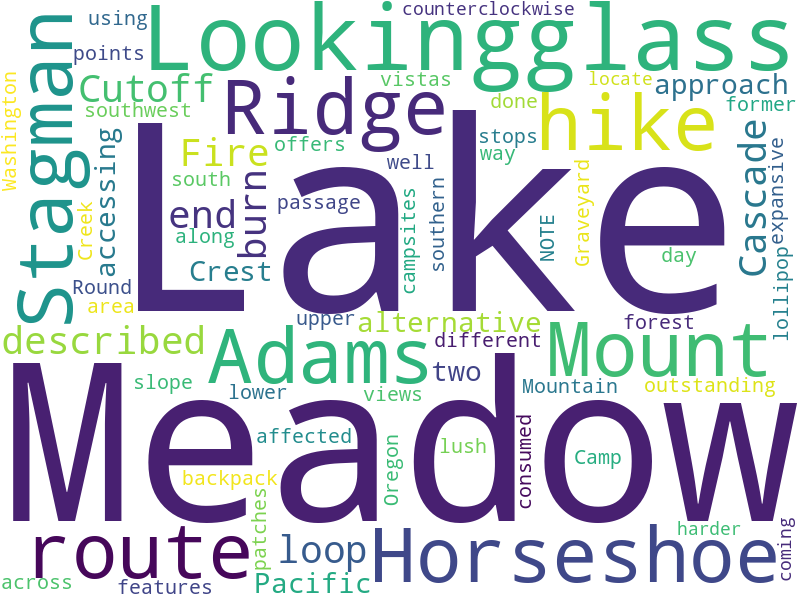 counterclockwise
using
Lookingglass
points
Stagman
Cutoff
vistas
locate
approach
Washington
Ridge
done
former
southwest
hike
Lake
Fire
offers
stops
way
Cascade
expansive
accessing
well
south
burn
passage
campsites
southern
NOTE
Graveyard
end
Creek
along
day
lollipop
Crest
Round
area
upper
alternative
forest
described
Adams
different
Mount
two
slope
lower
views
Mountain
outstanding
Meadow
affected
lush
Camp
consumed
Oregon
backpack
patches
route
loop
Horseshoe
harder
coming
across
features
Pacific